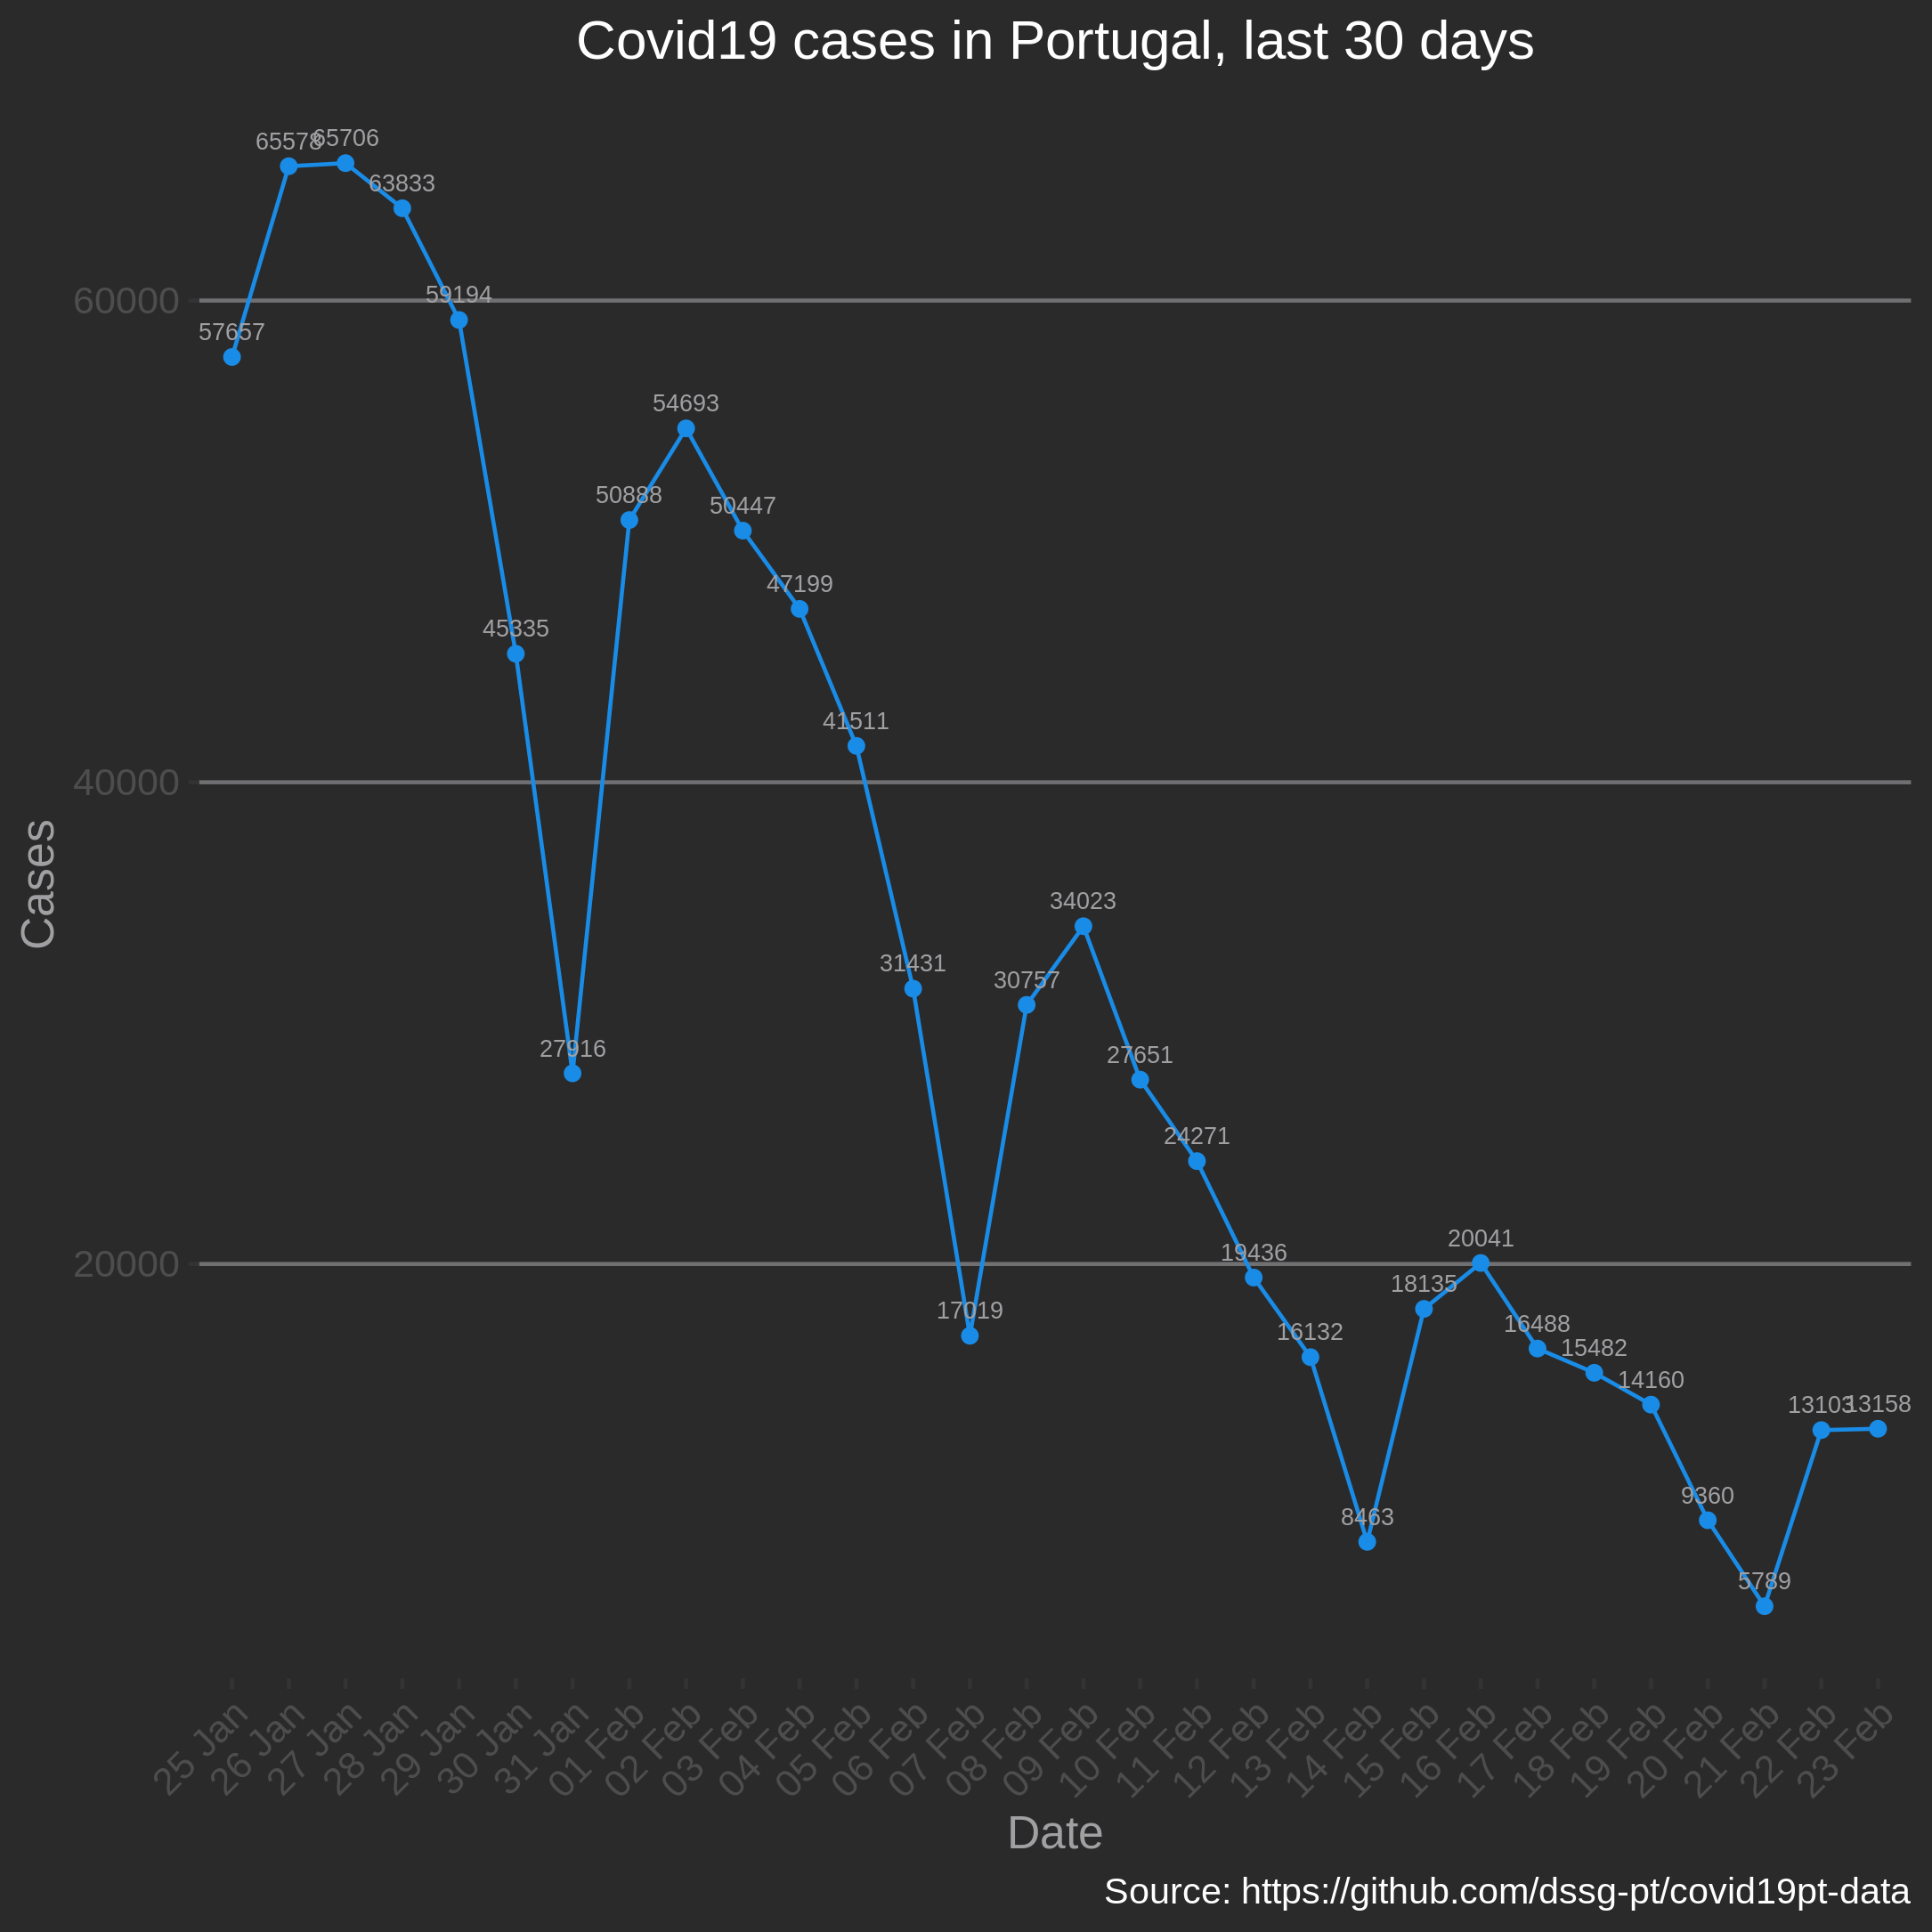 Covid19 cases in Portugal, last 30 days
65578
65706
63833
60000
59194
57657
54693
50888
50447
47199
45335
41511
40000
Cases
34023
31431
30757
27916
27651
24271
20041
20000
19436
18135
17019
16488
16132
15482
14160
13103
13158
9360
8463
5789
25 Jan
26 Jan
27 Jan
28 Jan
29 Jan
30 Jan
31 Jan
01 Feb
02 Feb
03 Feb
04 Feb
05 Feb
06 Feb
07 Feb
08 Feb
09 Feb
10 Feb
11 Feb
12 Feb
13 Feb
14 Feb
15 Feb
16 Feb
17 Feb
18 Feb
19 Feb
20 Feb
21 Feb
22 Feb
23 Feb
Date
Source: https://github.com/dssg-pt/covid19pt-data